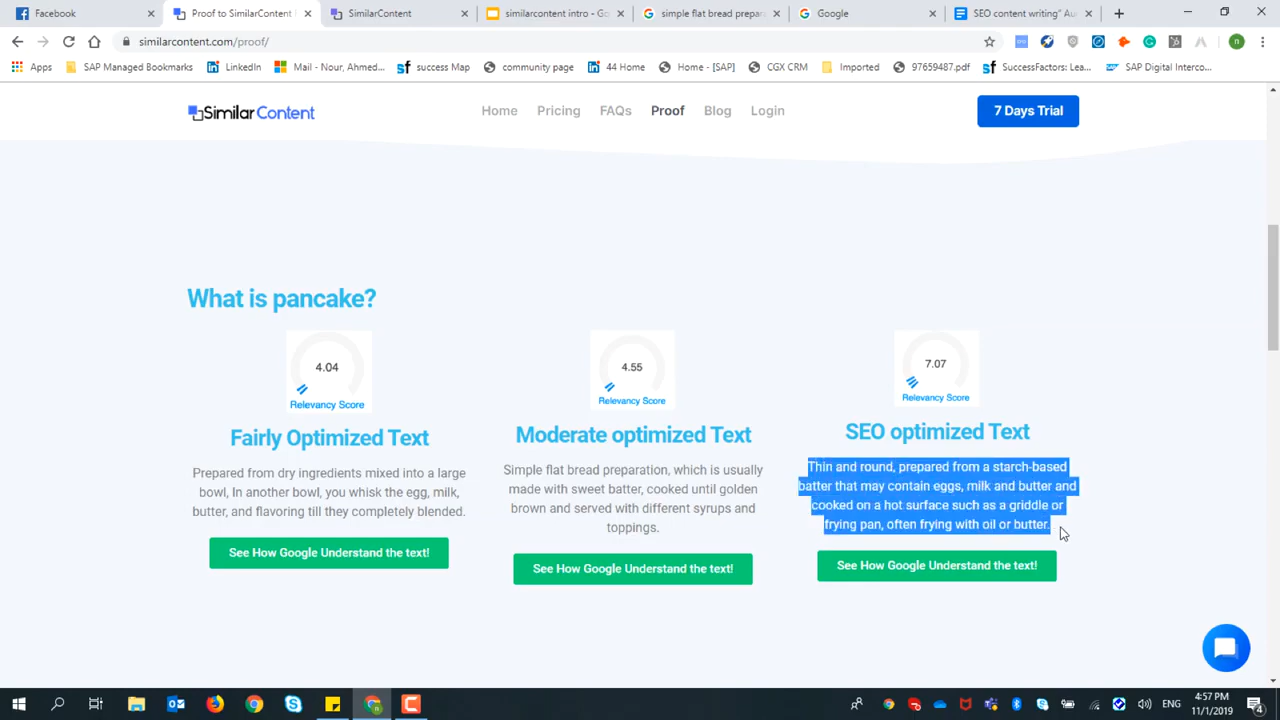 Facebook
Proof to SimilarContent
SimilarContent
similarcontent intro - Go
simple flat bread prepara
Google
SEO content writing" Au
similarcontent.com/proof/
Apps
SAP Managed Bookmarks
LinkedIn
Mail - Nour, Ahmed...
success Map
community page
44 Home
Home - [SAP]
CGX CRM
Imported
97659487.pdf
SuccessFactors: Lea...
SAP Digital Interco...
SimilarContent
Home
Pricing
FAQs
Proof
Blog
Login
7 Days Trial
What is pancake?
4.04
Relevancy Score
Fairly Optimized Text
Prepared from dry ingredients mixed into a large
bowl, In another bowl, you whisk the egg, milk,
butter, and flavoring till they completely blended.
See How Google Understand the text!
4.55
Relevancy Score
Moderate optimized Text
Simple flat bread preparation, which is usually
made with sweet batter, cooked until golden
brown and served with different syrups and
toppings.
See How Google Understand the text!
7.07
Relevancy Score
SEO optimized Text
Thin and round, prepared from a starch-based
batter that may contain eggs, milk and butter and
cooked on a hot surface such as a griddle or
frying pan, often frying with oil or butter.
See How Google Understand the text!
ENG
4:57 PM
11/1/2019